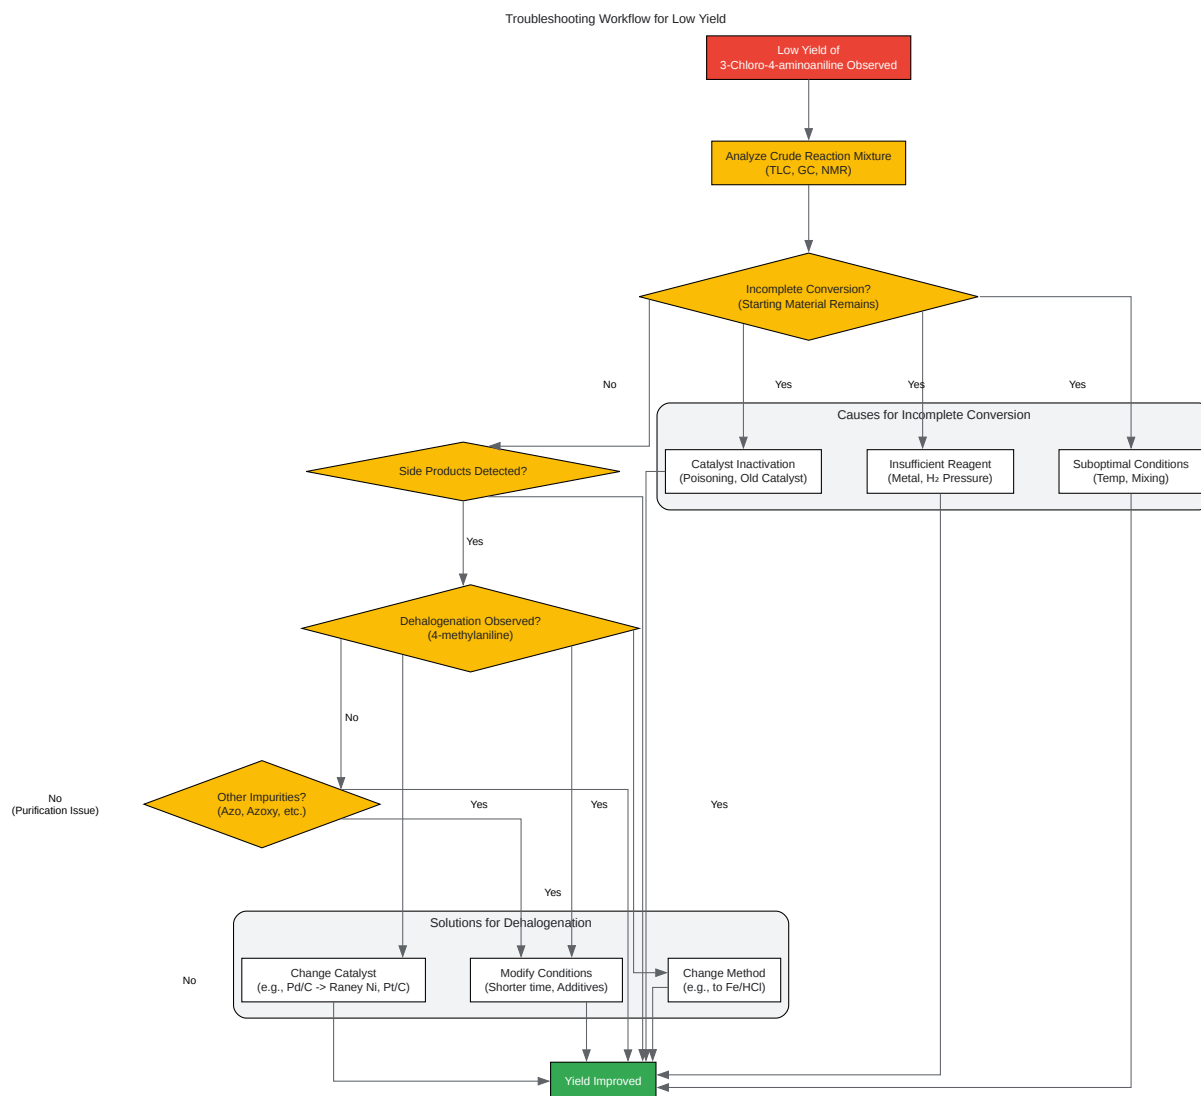 Troubleshooting Workflow for Low Yield
Low Yield of
3-Chloro-4-aminoaniline Observed
Analyze Crude Reaction Mixture
(TLC, GC, NMR)
Incomplete Conversion?
(Starting Material Remains)
No
Yes
Yes
Yes
Causes for Incomplete Conversion
Side Products Detected?
Catalyst Inactivation
(Poisoning, Old Catalyst)
Insufficient Reagent
(Metal, H₂ Pressure)
Suboptimal Conditions
(Temp, Mixing)
Yes
Dehalogenation Observed?
(4-methylaniline)
No
No
(Purification Issue)
Other Impurities?
(Azo, Azoxy, etc.)
Yes
Yes
Yes
Yes
Solutions for Dehalogenation
No
Change Catalyst
(e.g., Pd/C -> Raney Ni, Pt/C)
Modify Conditions
(Shorter time, Additives)
Change Method
(e.g., to Fe/HCl)
Yield Improved